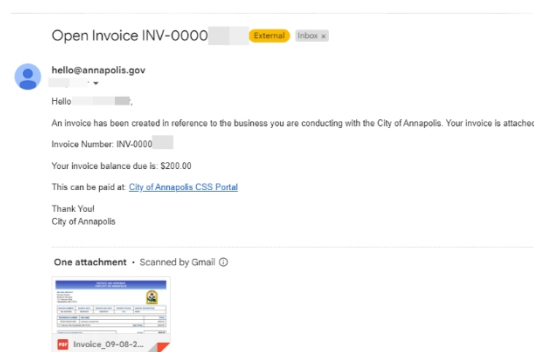 Open Invoice INV-0000 External Inbox x
hello@annapolis.gov
Hello
An invoice has been created in reference to the business you are conducting with the City of Annapolis. Your invoice is attached
Invoice Number: INV-0000
Your invoice balance due is: $200.00
This can be paid at: City of Annapolis CSS Portal
Thank You!
City of Annapolis
One attachment • Scanned by Gmail
PDF Invoice_09-08-2...